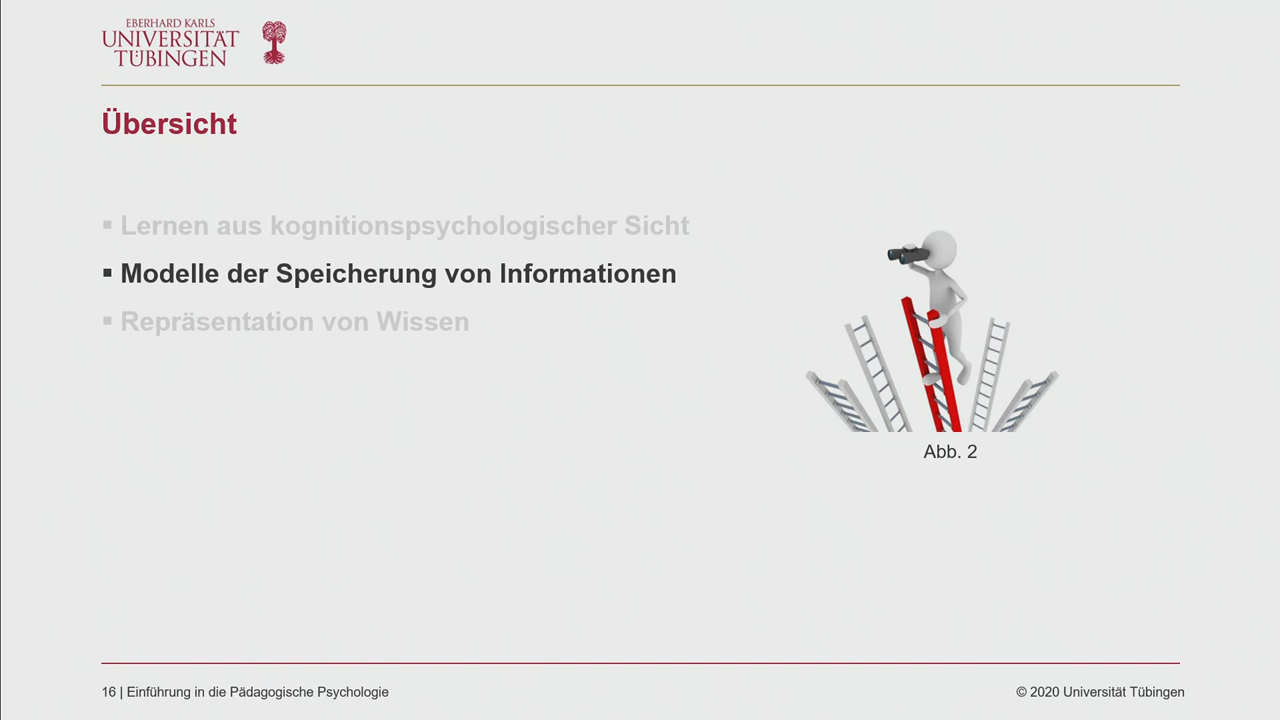 EBERHARD KARLS
UNIVERSITÄT
TÜBINGEN
Übersicht
▪ Lernen aus kognitionspsychologischer Sicht
▪ Modelle der Speicherung von Informationen
▪ Repräsentation von Wissen
Abb. 2
16 | Einführung in die Pädagogische Psychologie
© 2020 Universität Tübingen